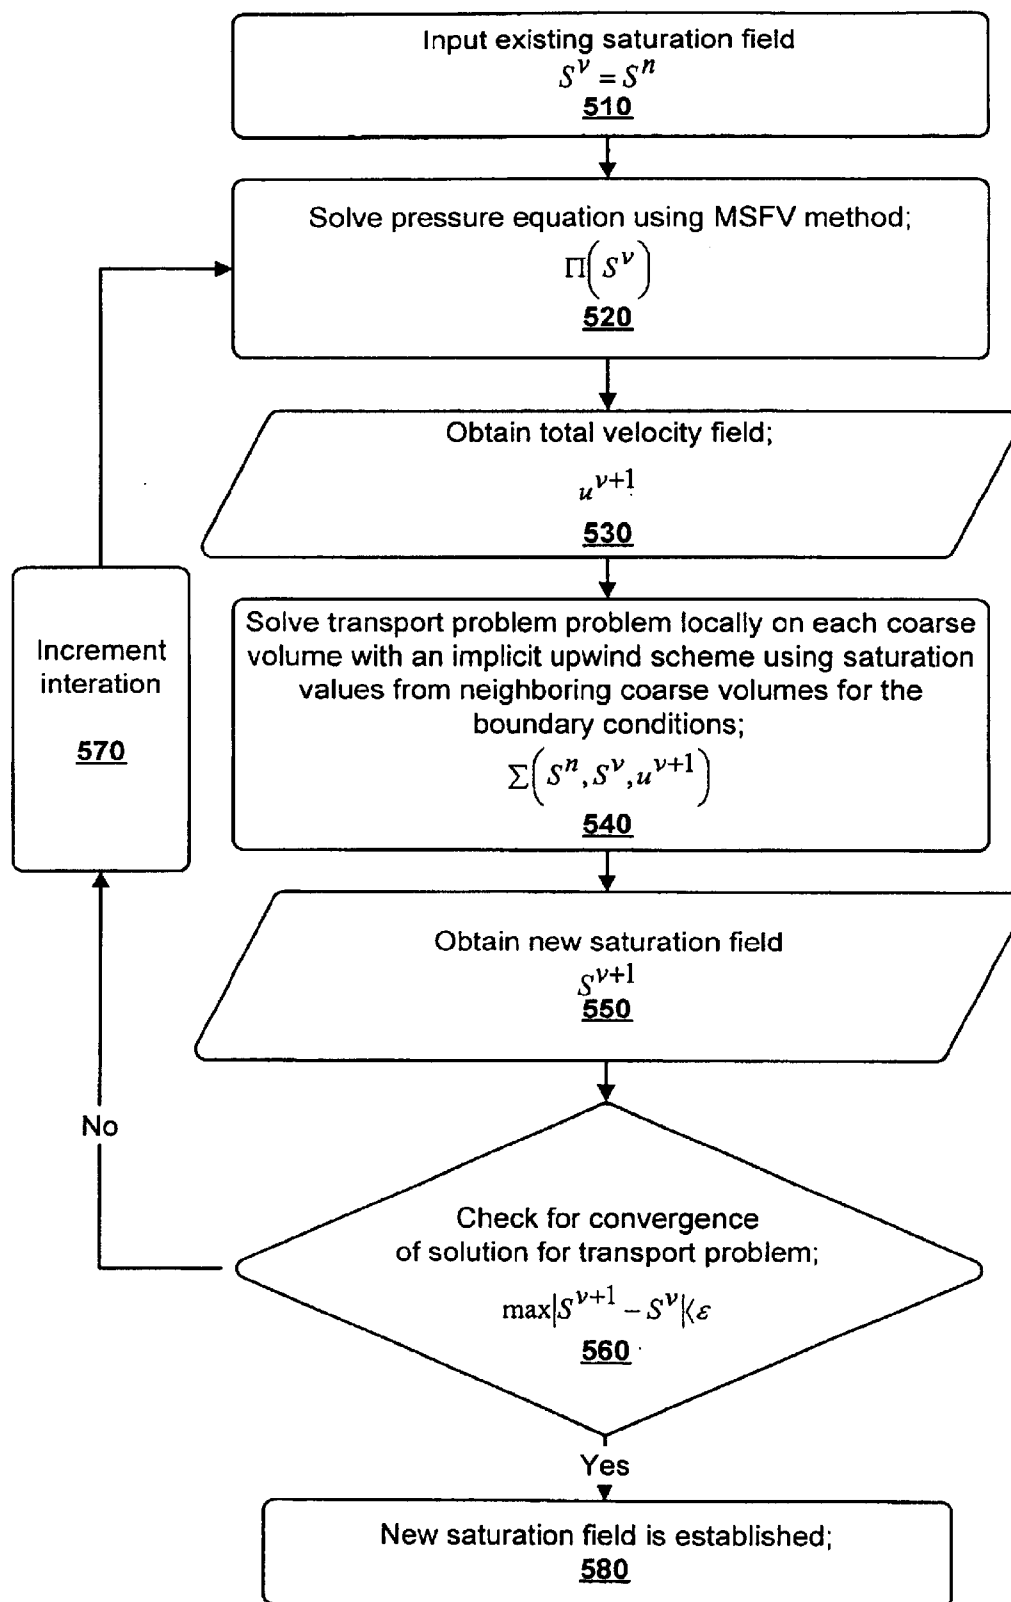 Input existing saturation field
S^ν = S^n
510
Solve pressure equation using MSFV method;
Π(S^ν)
520
Obtain total velocity field;
u^ν+1
530
Solve transport problem problem locally on each coarse
volume with an implicit upwind scheme using saturation
values from neighboring coarse volumes for the
boundary conditions;
Σ(S^n, S^ν, u^ν+1)
540
Increment
interation
570
Obtain new saturation field
S^ν+1
550
No
Check for convergence
of solution for transport problem;
max|S^ν+1 – S^ν|⟨ε
560
Yes
New saturation field is established;
580